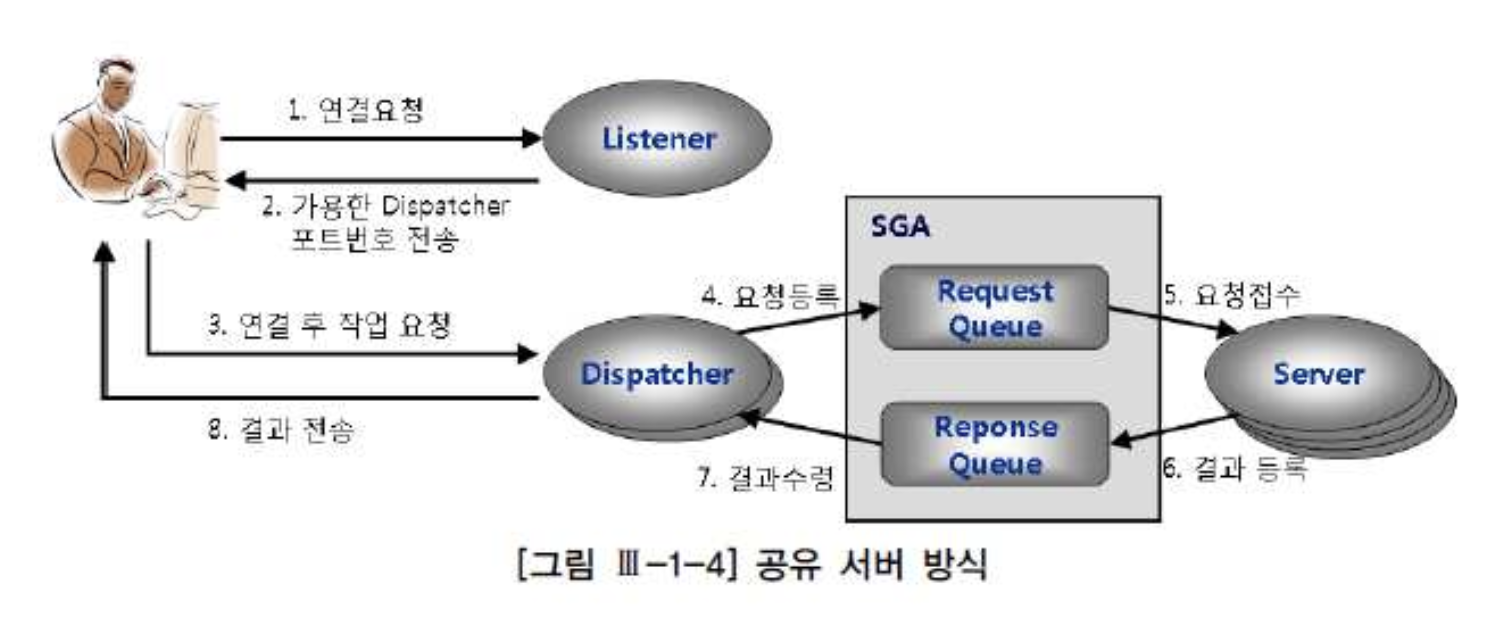 1. 연결요청
Listener
2. 가용한 Dispatcher
포트번호 전송
SGA
4. 요청등록
Request
Queue
5. 요청접수
3. 연결 후 작업 요청
Dispatcher
Server
8. 결과 전송
Reponse
Queue
7. 결과수령
6. 결과 등록
[그림 Ⅲ-1-4] 공유 서버 방식